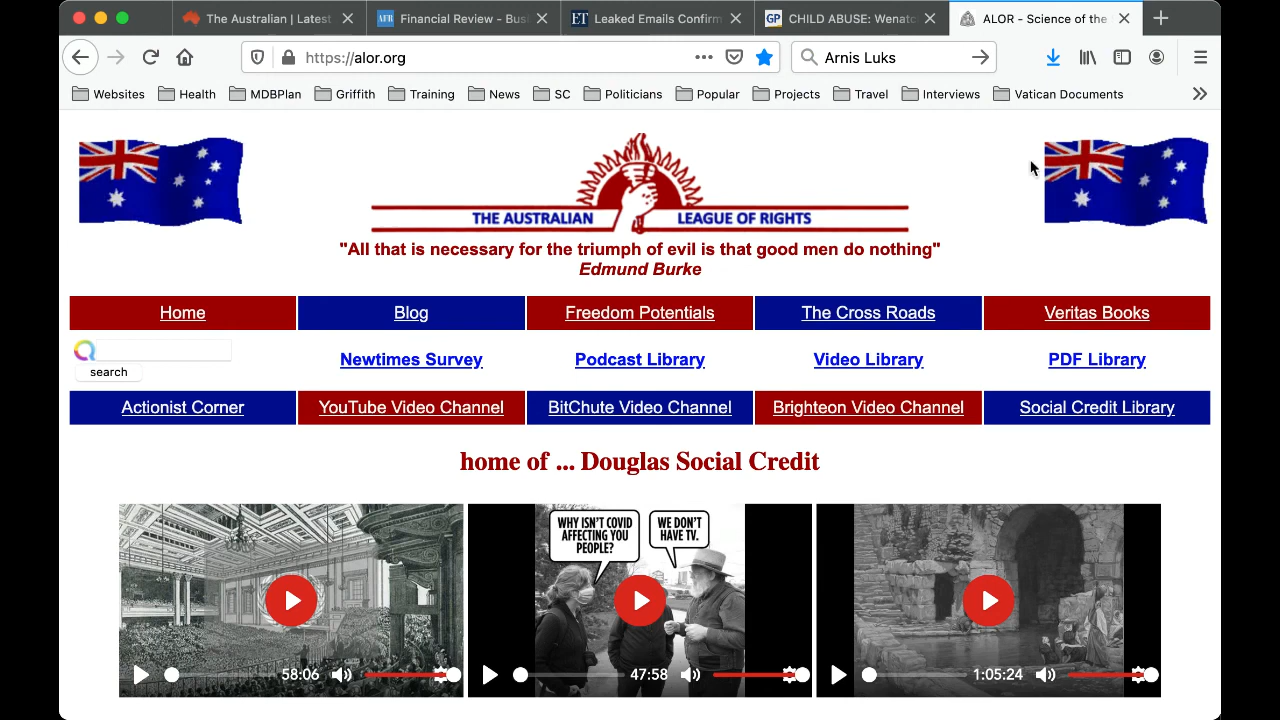 The Australian | Latest
AFR Financial Review - Bus
ET Leaked Emails Confirm
GP CHILD ABUSE: Wenatc
ALOR - Science of the
https://alor.org
Arnis Luks
Websites
Health
MDBPlan
Griffith
Training
News
SC
Politicians
Popular
Projects
Travel
Interviews
Vatican Documents
THE AUSTRALIAN LEAGUE OF RIGHTS
"All that is necessary for the triumph of evil is that good men do nothing"
Edmund Burke
Home
Blog
Freedom Potentials
The Cross Roads
Veritas Books
search
Newtimes Survey
Podcast Library
Video Library
PDF Library
Actionist Corner
YouTube Video Channel
BitChute Video Channel
Brighteon Video Channel
Social Credit Library
home of ... Douglas Social Credit
WHY ISN'T COVID
AFFECTING YOU
PEOPLE?
WE DON'T
HAVE TV.
58:06
47:58
1:05:24